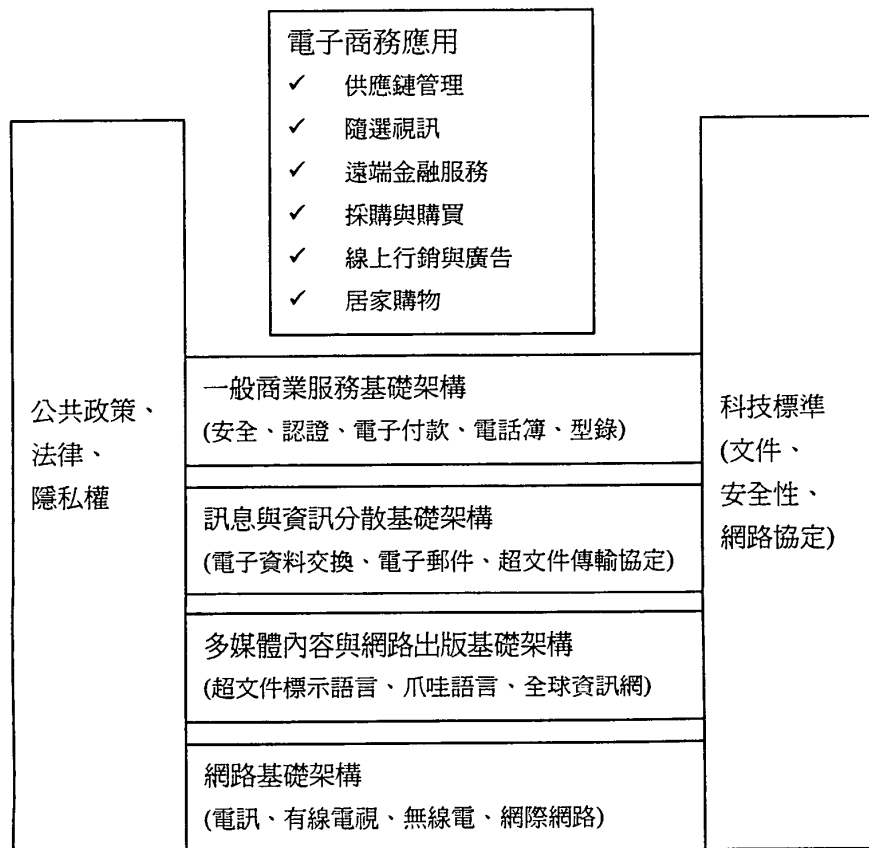 電子商務應用
✓ 供應鏈管理
✓ 隨選視訊
✓ 遠端金融服務
✓ 採購與購買
✓ 線上行銷與廣告
✓ 居家購物
公共政策、
法律、
隱私權
一般商業服務基礎架構
(安全、認證、電子付款、電話簿、型錄)
訊息與資訊分散基礎架構
(電子資料交換、電子郵件、超文件傳輸協定)
多媒體內容與網路出版基礎架構
(超文件標示語言、爪哇語言、全球資訊網)
網路基礎架構
(電訊、有線電視、無線電、網際網路)
科技標準
(文件、
安全性、
網路協定)